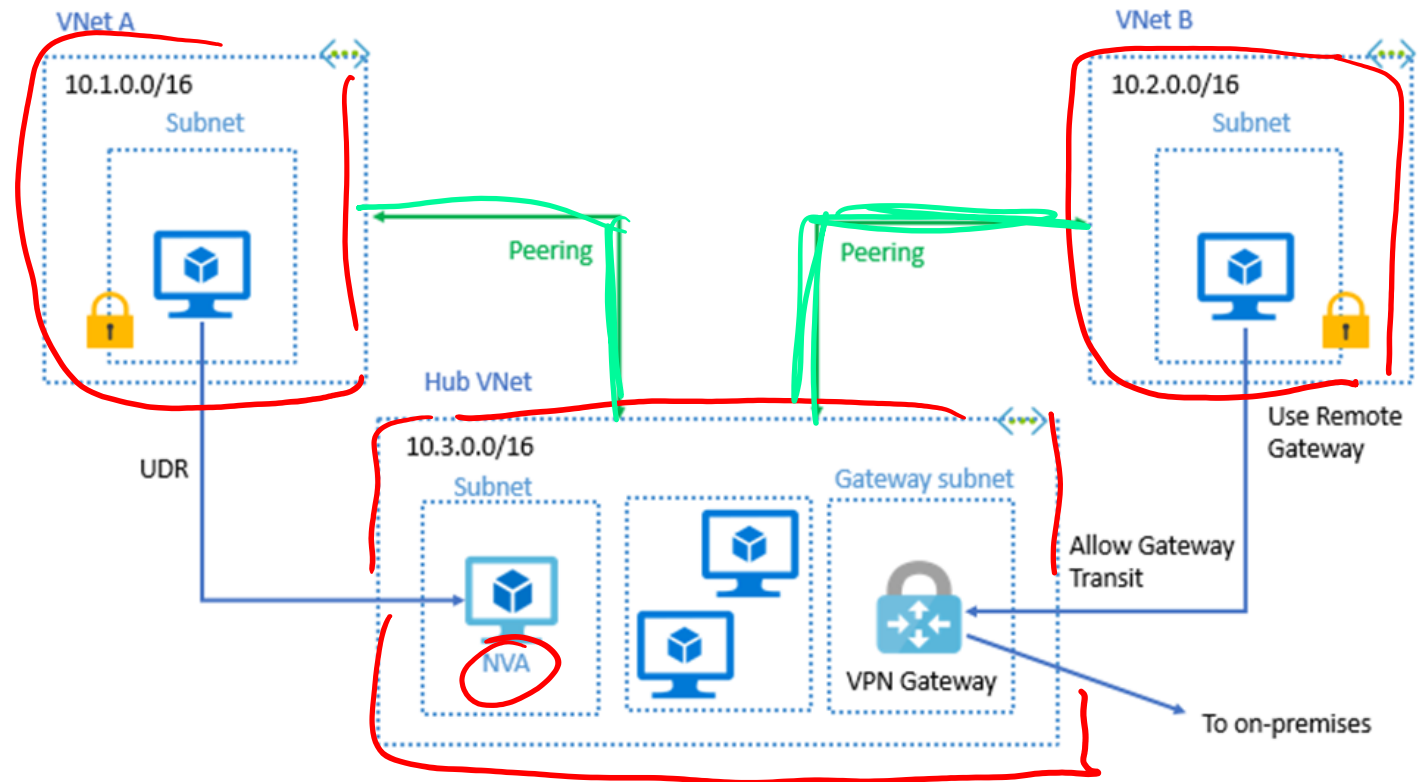 VNet A
VNet B
10.1.0.0/16
10.2.0.0/16
Subnet
Subnet
Peering
Peering
Hub VNet
Use Remote
Gateway
10.3.0.0/16
UDR
Subnet
Gateway subnet
Allow Gateway
Transit
NVA
VPN Gateway
To on-premises